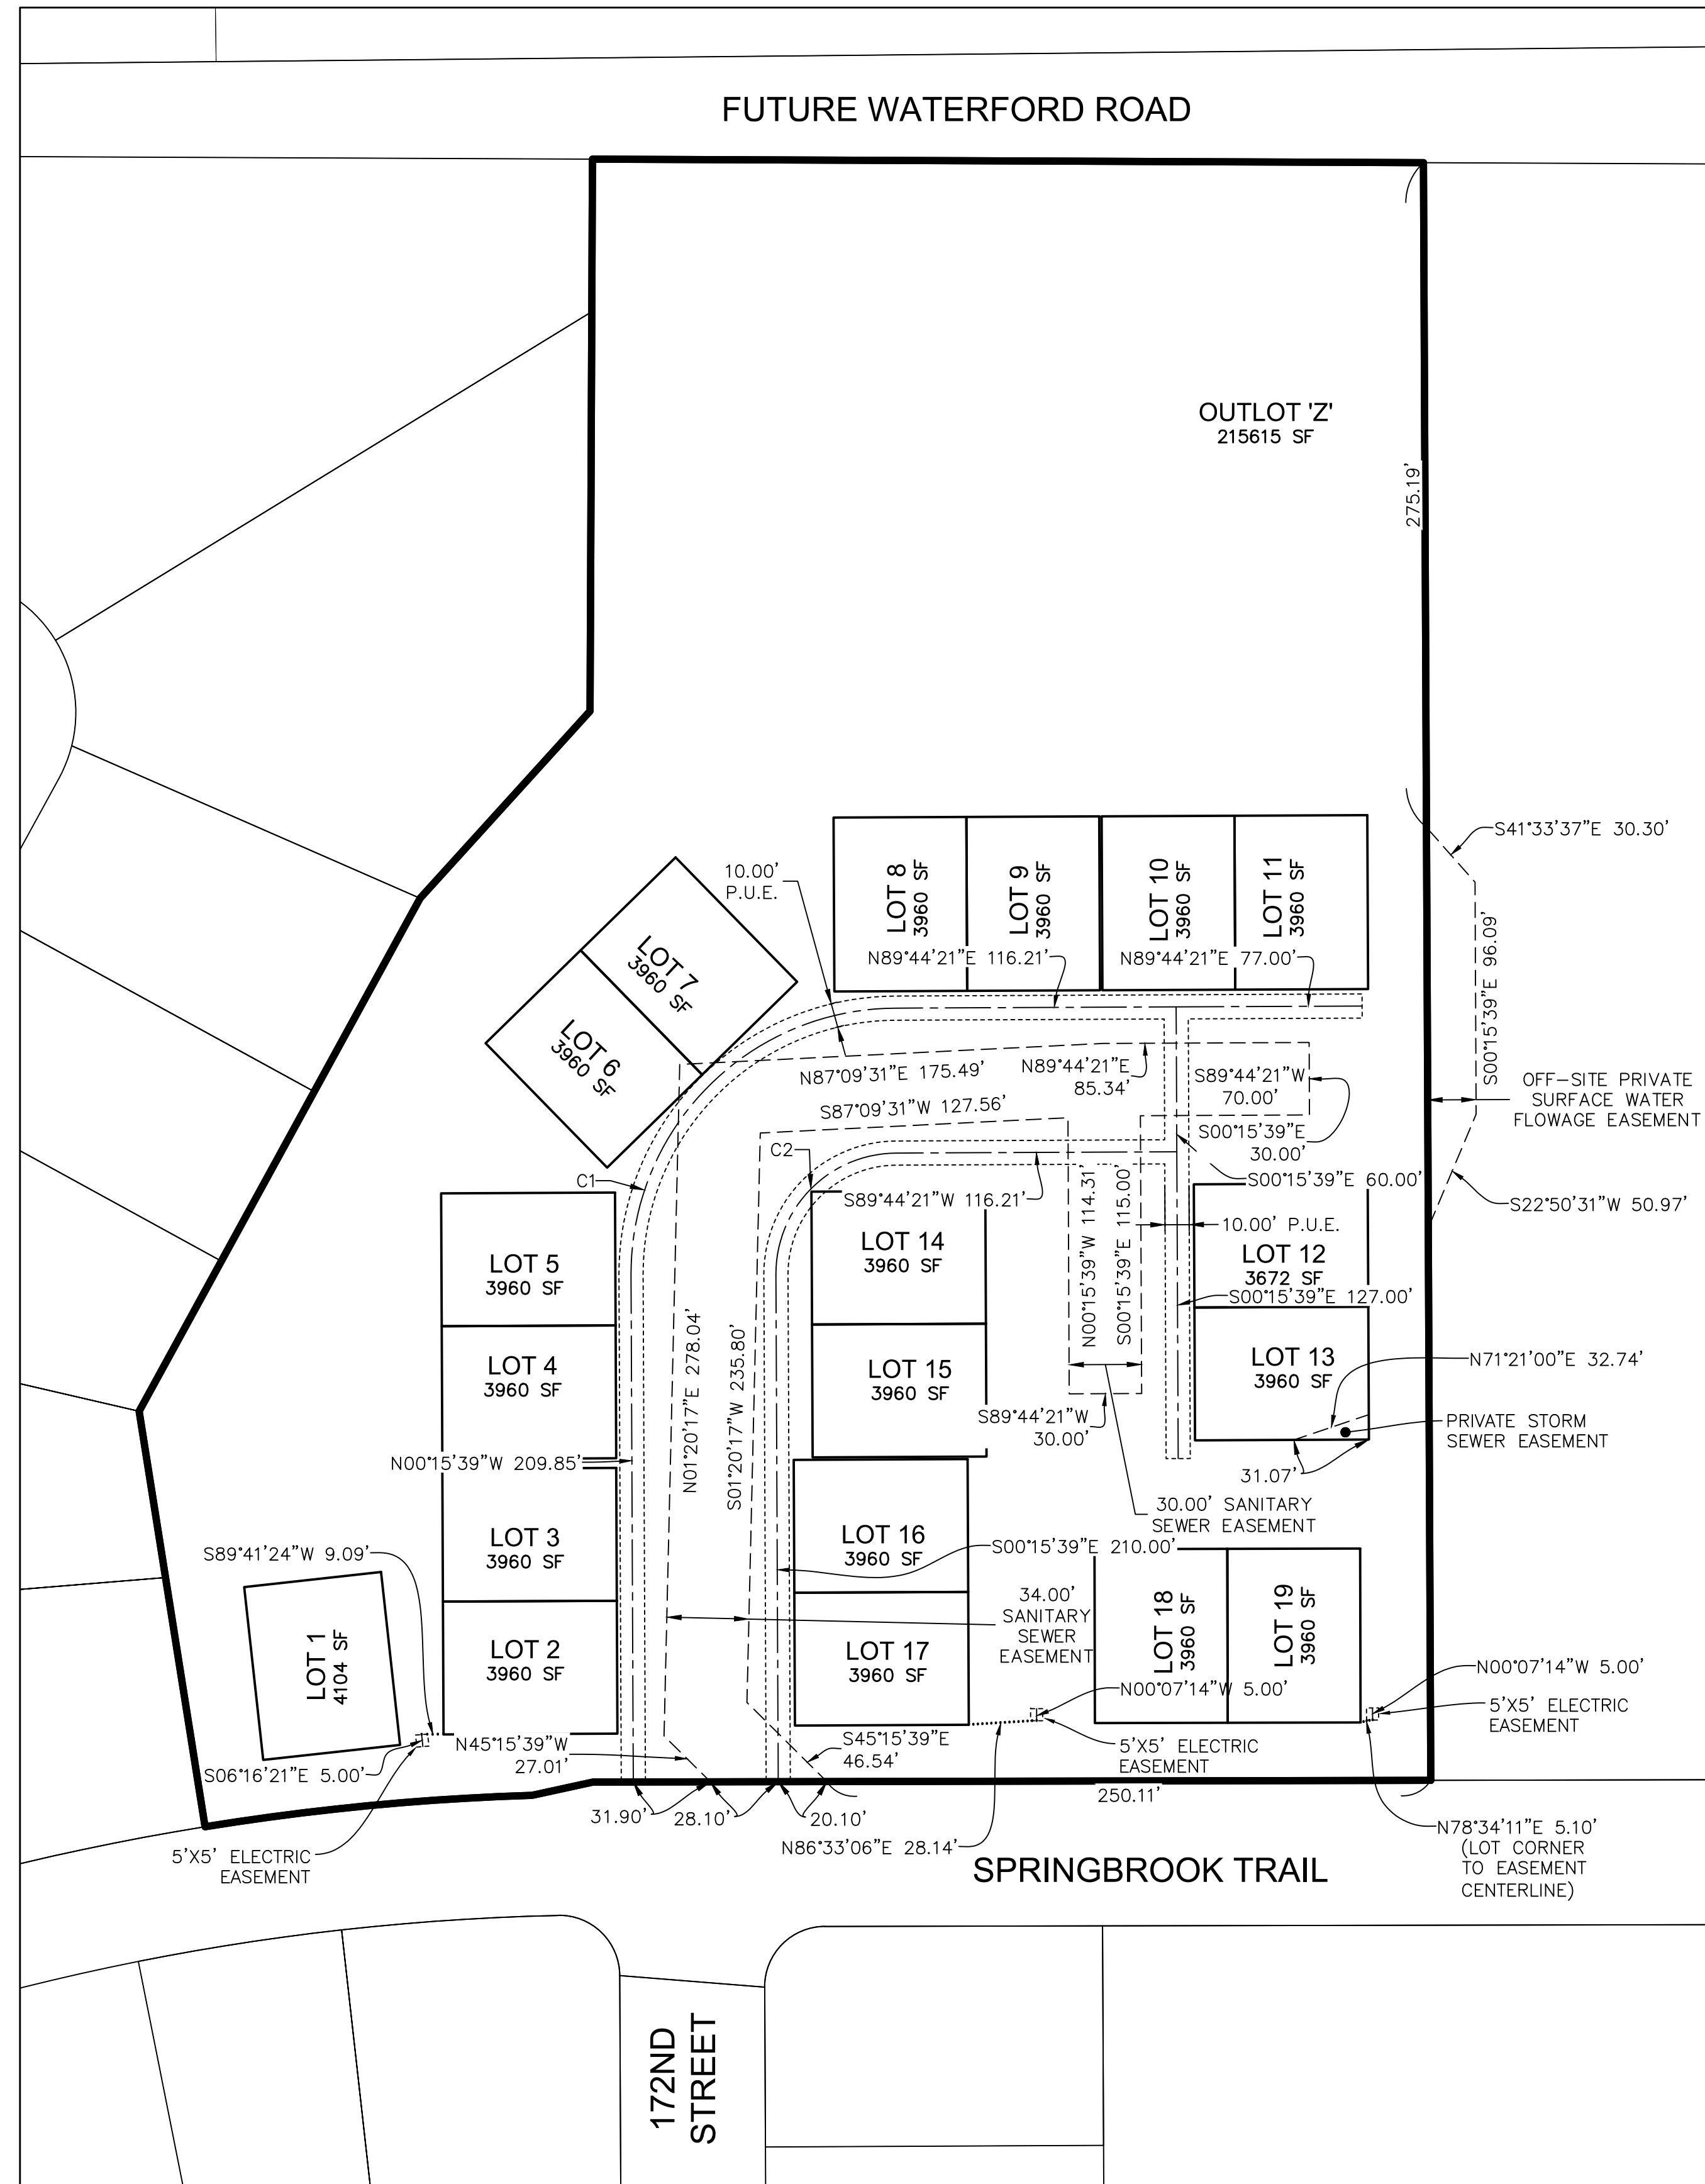 FUTURE WATERFORD ROAD
OUTLOT 'Z'
215615 SF
275.19'
S41°33'37"E 30.30'
S00°15'39"E 96.09'
OFF-SITE PRIVATE
SURFACE WATER
FLOWAGE EASEMENT
S22°50'31"W 50.97'
10.00'
P.U.E.
LOT 8
3960 SF
LOT 9
3960 SF
LOT 10
3960 SF
LOT 11
3960 SF
N89°44'21"E 116.21'
N89°44'21"E 77.00'
LOT 7
3960 SF
LOT 6
3960 SF
N87°09'31"E 175.49'
N89°44'21"E
85.34'
S89°44'21"W
70.00'
S87°09'31"W 127.56'
S00°15'39"E
30.00'
C2
C1
S00°15'39"E 60.00'
S89°44'21"W 116.21'
N00°15'39"W 114.31'
S00°15'39"E 115.00'
10.00' P.U.E.
LOT 5
3960 SF
LOT 14
3960 SF
LOT 12
3672 SF
S00°15'39"E 127.00'
LOT 4
3960 SF
LOT 15
3960 SF
LOT 13
3960 SF
N71°21'00"E 32.74'
N01°20'17"E 278.04'
S01°20'17"W 235.80'
S89°44'21"W
30.00'
PRIVATE STORM
SEWER EASEMENT
N00°15'39"W 209.85'
31.07'
30.00' SANITARY
SEWER EASEMENT
LOT 3
3960 SF
LOT 16
3960 SF
S00°15'39"E 210.00'
S89°41'24"W 9.09'
34.00'
SANITARY
SEWER
EASEMENT
LOT 18
3960 SF
LOT 19
3960 SF
LOT 1
4104 SF
LOT 2
3960 SF
LOT 17
3960 SF
N00°07'14"W 5.00'
N00°07'14"W 5.00'
5'X5' ELECTRIC
EASEMENT
N45°15'39"W
27.01'
S45°15'39"E
46.54'
5'X5' ELECTRIC
EASEMENT
S06°16'21"E 5.00'
250.11'
31.90'
28.10'
20.10'
N86°33'06"E 28.14'
N78°34'11"E 5.10'
(LOT CORNER
TO EASEMENT
CENTERLINE)
5'X5' ELECTRIC
EASEMENT
SPRINGBROOK TRAIL
172ND
STREET